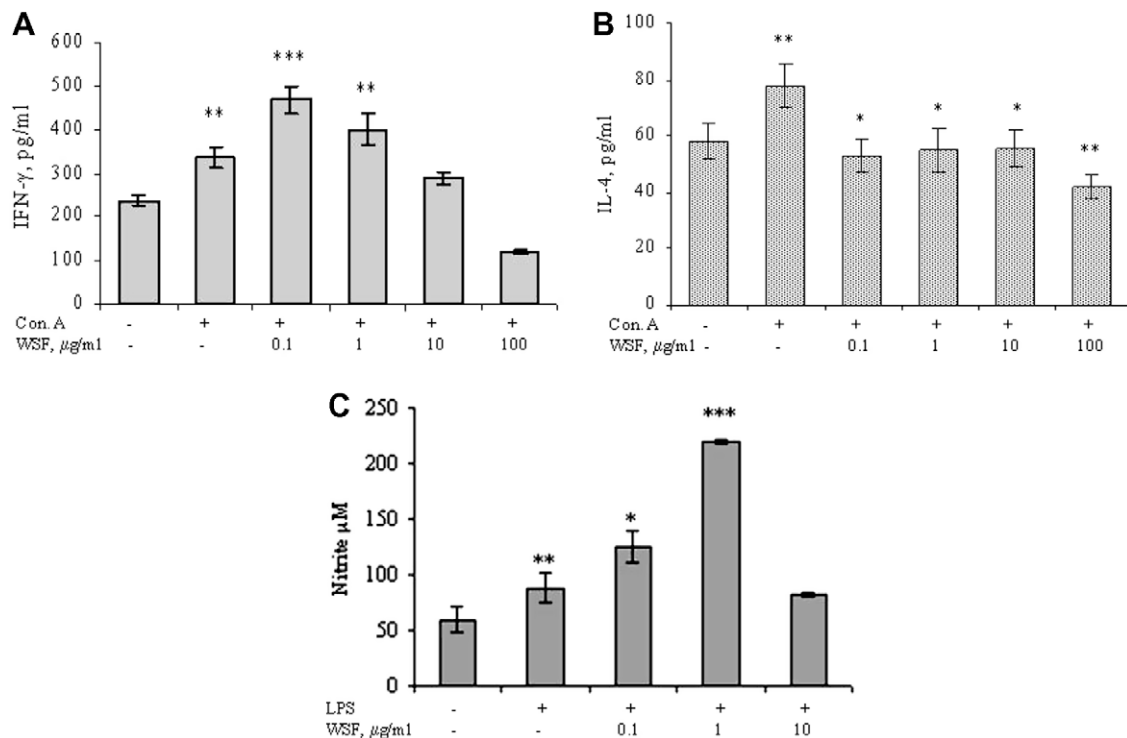 A
600
500
400
300
200
100
0
IFN-γ, pg/ml
** *** **
Con.A - + + + + +
WSF, μg/ml - - 0.1 1 10 100
B
100
80
60
40
20
0
IL-4, pg/ml
** * * * **
Con.A - + + + + +
WSF, μg/ml - - 0.1 1 10 100
C
250
200
150
100
50
0
Nitrite μM
** * ***
LPS - + + + +
WSF, μg/ml - - 0.1 1 10